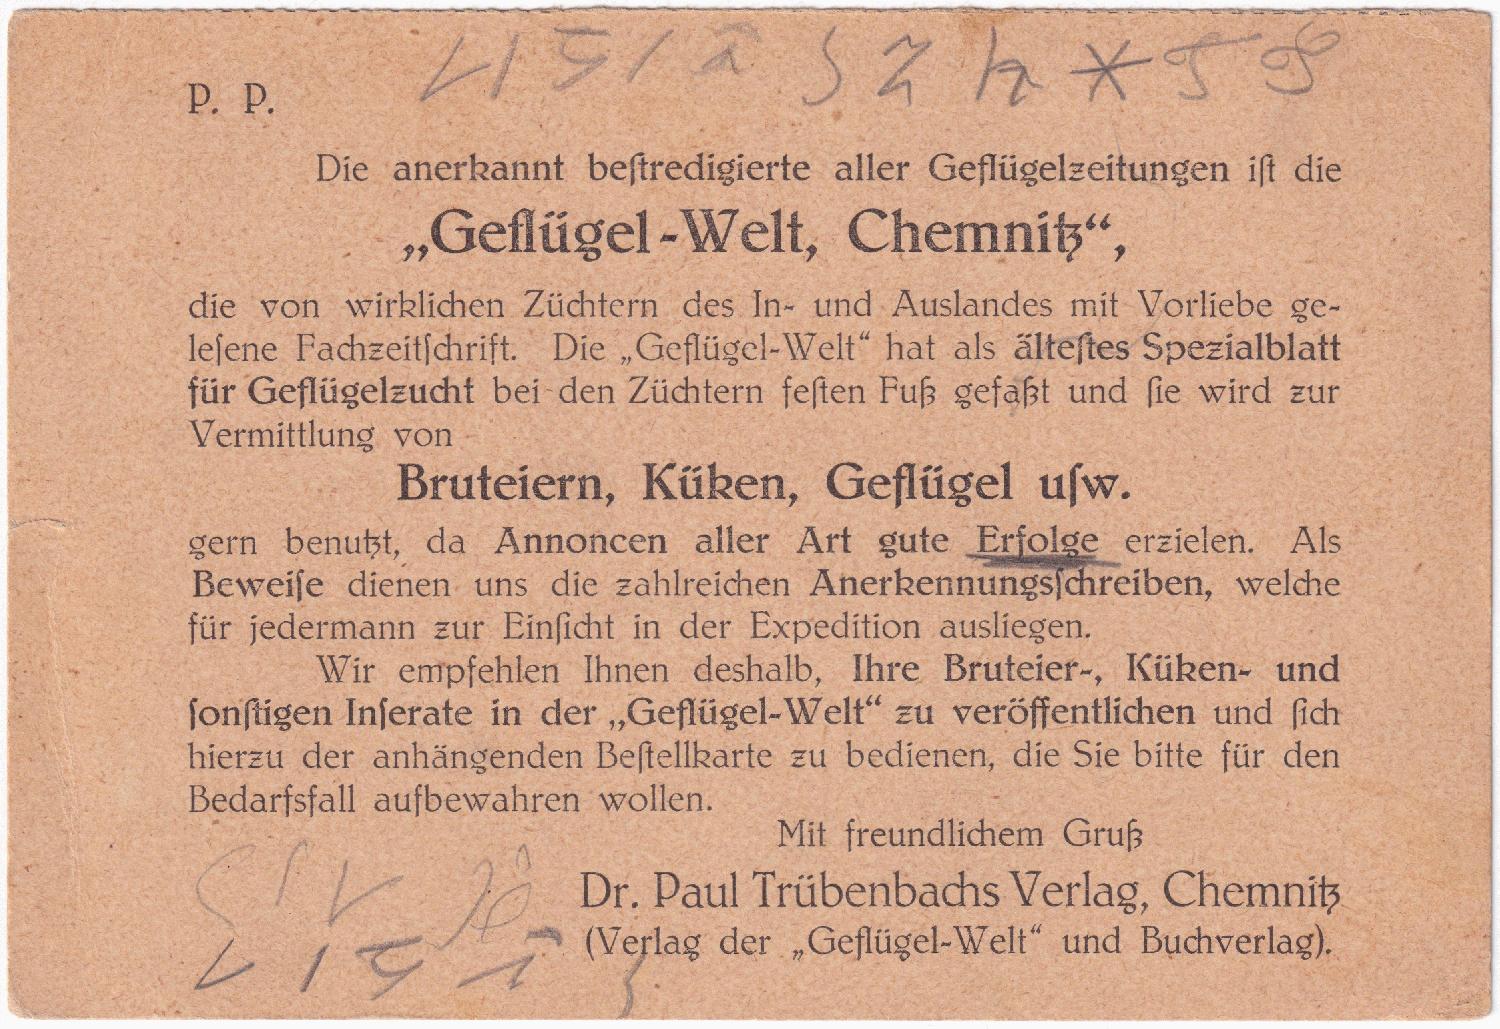 P. P.
Die anerkannt beſtredigierte aller Geflügelzeitungen iſt die
„Geflügel-Welt, Chemnitz“,
die von wirklichen Züchtern des In- und Auslandes mit Vorliebe ge-
leſene Fachzeitſchrift. Die „Geflügel-Welt“ hat als älteſtes Spezialblatt
für Geflügelzucht bei den Züchtern feſten Fuß gefaßt und ſie wird zur
Vermittlung von
Bruteiern, Küken, Geflügel uſw.
gern benutzt, da Annoncen aller Art gute Erfolge erzielen. Als
Beweiſe dienen uns die zahlreichen Anerkennungsſchreiben, welche
für jedermann zur Einſicht in der Expedition ausliegen.
Wir empfehlen Ihnen deshalb, Ihre Bruteier-, Küken- und
ſonſtigen Inſerate in der „Geflügel-Welt“ zu veröffentlichen und ſich
hierzu der anhängenden Beſtellkarte zu bedienen, die Sie bitte für den
Bedarfsfall aufbewahren wollen.
Mit freundlichem Gruß
Dr. Paul Trübenbachs Verlag, Chemnitz
(Verlag der „Geflügel-Welt“ und Buchverlag).